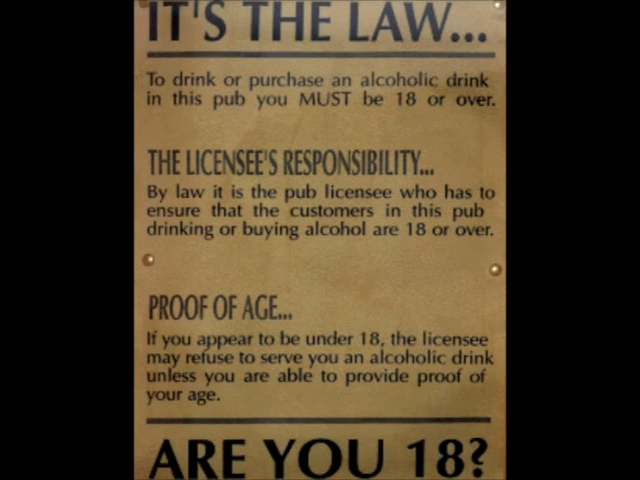 IT'S THE LAW...
To drink or purchase an alcoholic drink
in this pub you MUST be 18 or over.
THE LICENSEE'S RESPONSIBILITY...
By law it is the pub licensee who has to
ensure that the customers in this pub
drinking or buying alcohol are 18 or over.
PROOF OF AGE...
If you appear to be under 18, the licensee
may refuse to serve you an alcoholic drink
unless you are able to provide proof of
your age.
ARE YOU 18?